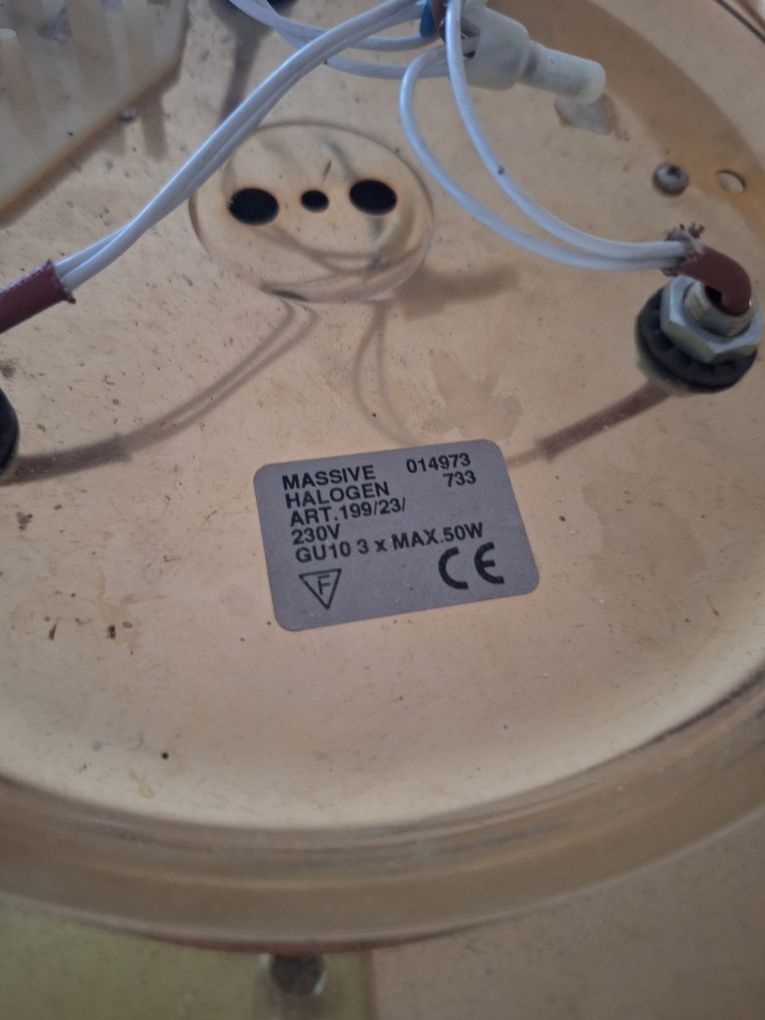 MASSIVE 014973
HALOGEN 733
ART.199/23/
230V
GU10 3 x MAX.50W
F CE